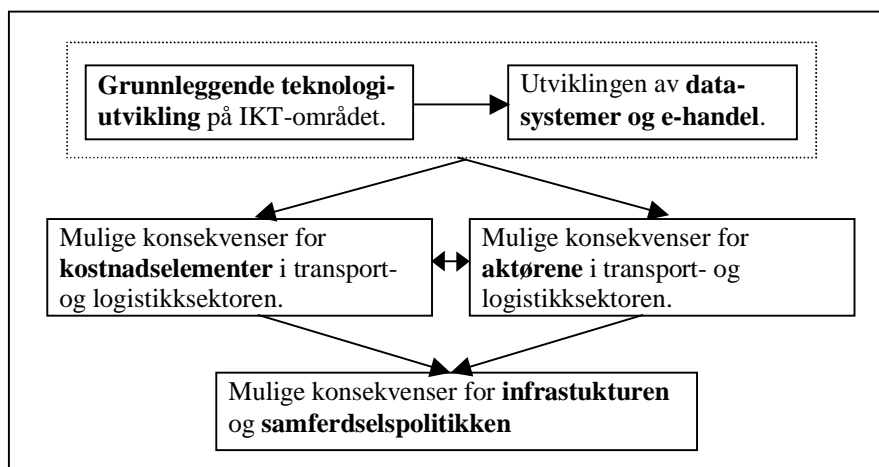 Grunnleggende teknologi-
utvikling på IKT-området.
Utviklingen av data-
systemer og e-handel.
Mulige konsekvenser for
kostnadselementer i transport-
og logistikksektoren.
Mulige konsekvenser for
aktørene i transport- og
logistikksektoren.
Mulige konsekvenser for infrastukturen
og samferdselspolitikken